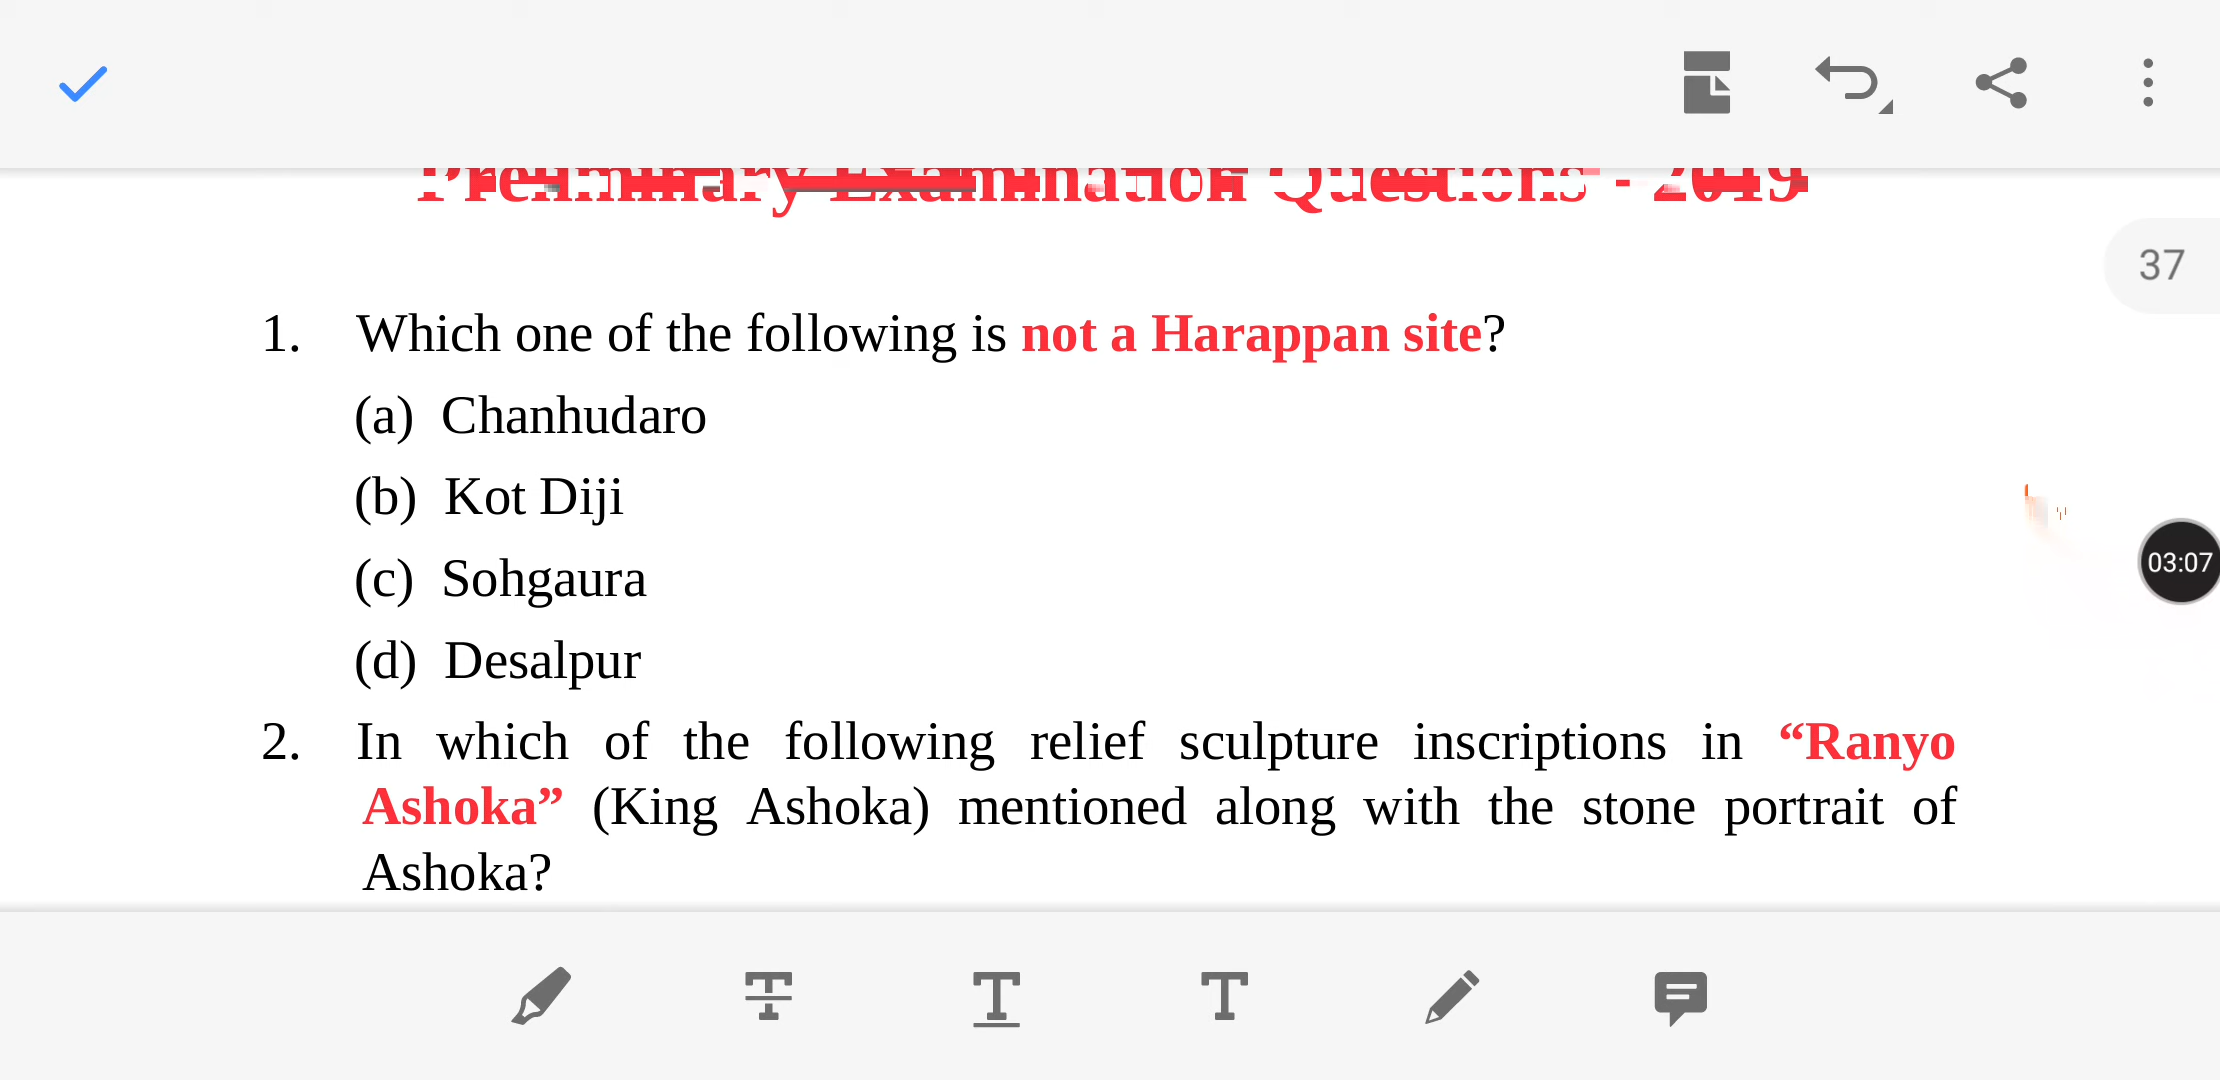 Preliminary Examination Questions - 2019
37
1. Which one of the following is not a Harappan site?
(a) Chanhudaro
(b) Kot Diji
03:07
(c) Sohgaura
(d) Desalpur
2. In which of the following relief sculpture inscriptions in “Ranyo
Ashoka” (King Ashoka) mentioned along with the stone portrait of
Ashoka?